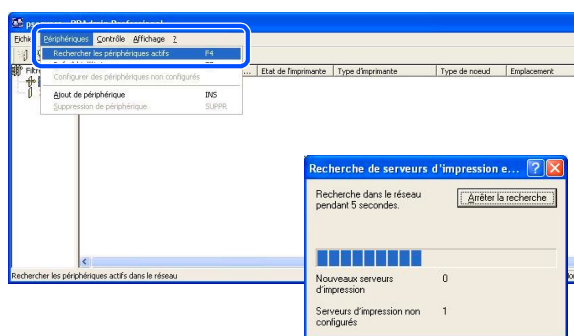 BRAdmin Professional
Périphériques Contrôle Affichage ?
Rechercher les périphériques actifs F4
Configurer des périphériques non configurés
Ajout de périphérique INS
Suppression de périphérique SUPPR
Etat de l'imprimante Type d'imprimante Type de noeud Emplacement
Rechercher les périphériques actifs dans le réseau
Recherche de serveurs d'impression e...
Recherche dans le réseau
pendant 5 secondes.
Arrêter la recherche
Nouveaux serveurs
d'impression
0
Serveurs d'impression non
configurés
1